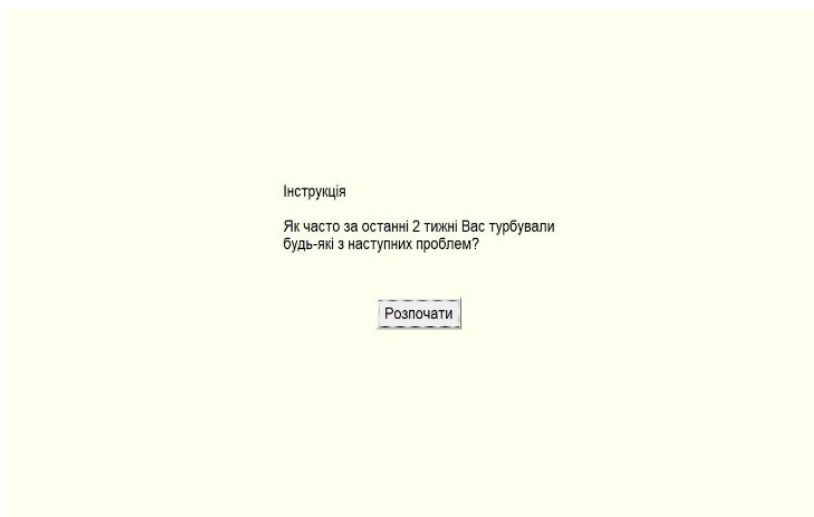 Інструкція
Як часто за останні 2 тижні Вас турбували
будь-які з наступних проблем?
Розпочати